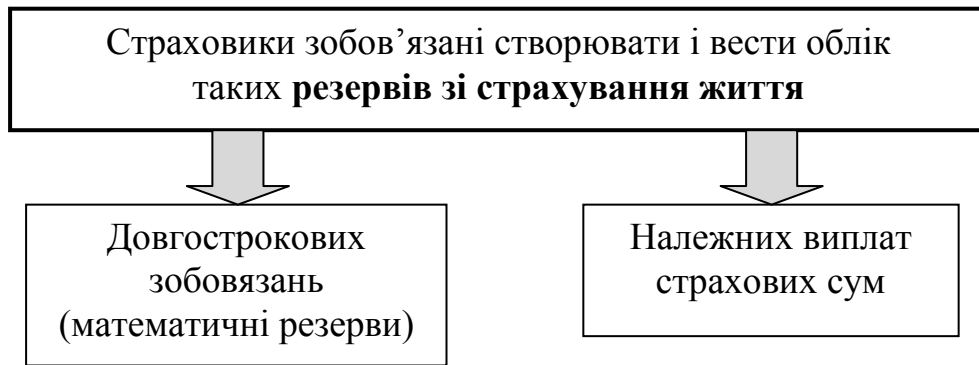 Страховики зобов’язані створювати і вести облік
таких резервів зі страхування життя
Довгострокових
зобовязань
(математичні резерви)
Належних виплат
страхових сум